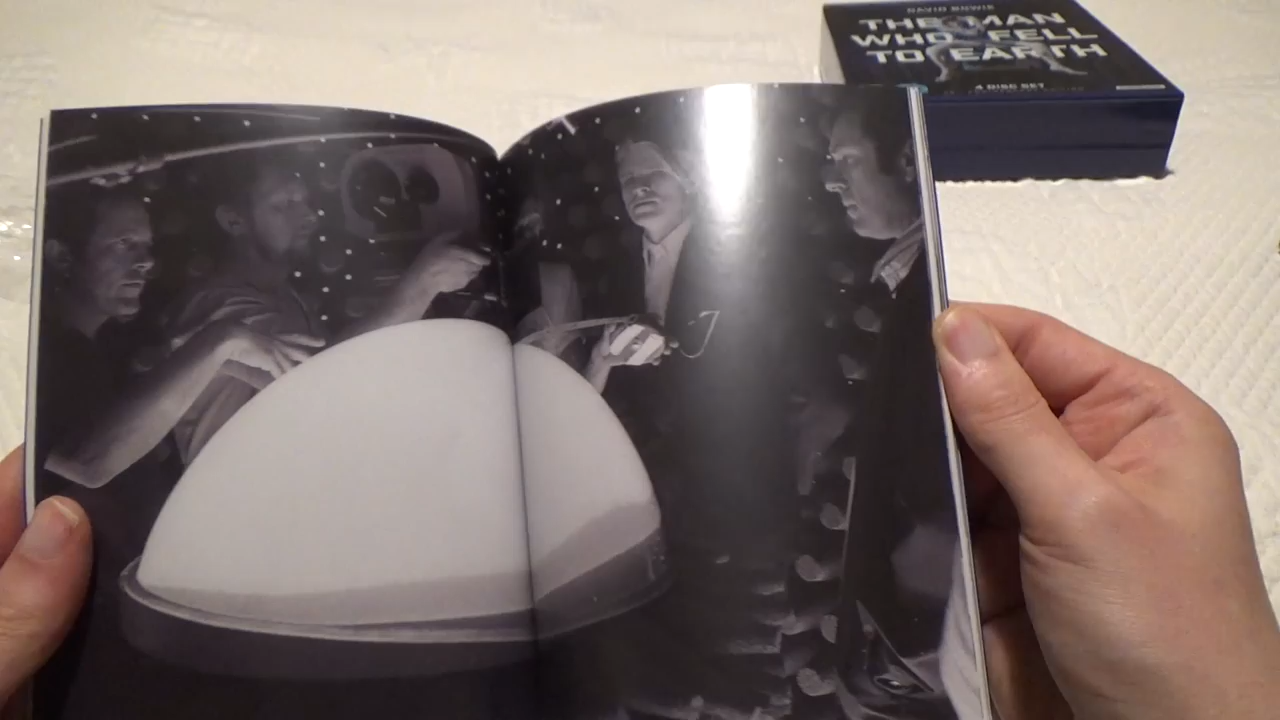 DAVID BOWIE
THE MAN
WHO FELL
TO EARTH
4 DISC SET